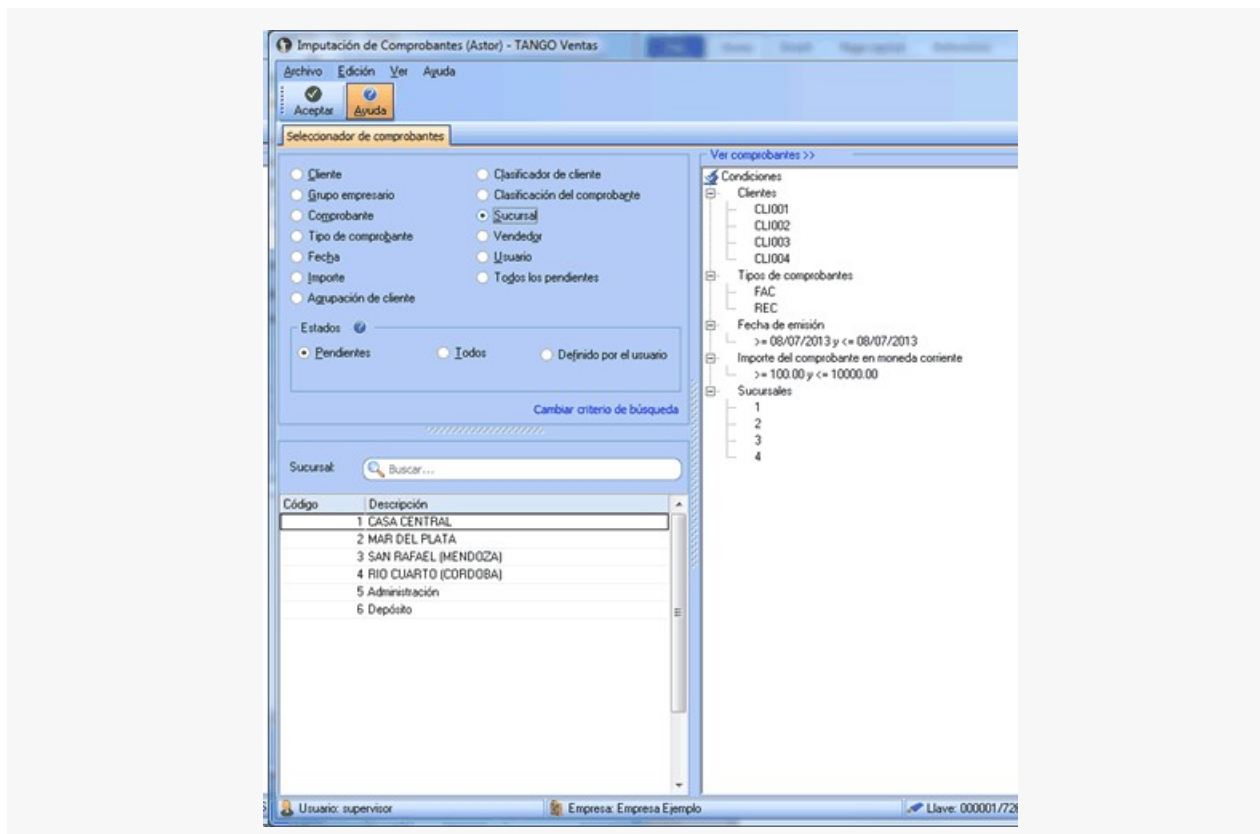 Imputación de Comprobantes (Astor) - TANGO Ventas
Archivo Edición Ver Ayuda
Aceptar Ayuda
Seleccionador de comprobantes
Cliente
Grupo empresario
Comprobante
Tipo de comprobante
Fecha
Importe
Agrupación de cliente
Clasificador de cliente
Clasificación del comprobante
Sucursal
Vendedor
Usuario
Todos los pendientes
Estados
Pendientes Todos Definido por el usuario
Cambiar criterio de búsqueda
Sucursal: Buscar...
Código Descripción
1 CASA CENTRAL
2 MAR DEL PLATA
3 SAN RAFAEL (MENDOZA)
4 RIO CUARTO (CORDOBA)
5 Administración
6 Depósito
Ver comprobantes >>
Condiciones
Clientes
CLI001
CLI002
CLI003
CLI004
Tipos de comprobantes
FAC
REC
Fecha de emisión
>= 08/07/2013 y <= 08/07/2013
Importe del comprobante en moneda corriente
>= 100.00 y <= 10000.00
Sucursales
1
2
3
4
Usuario: supervisor Empresa: Empresa Ejemplo Llave: 000001/726